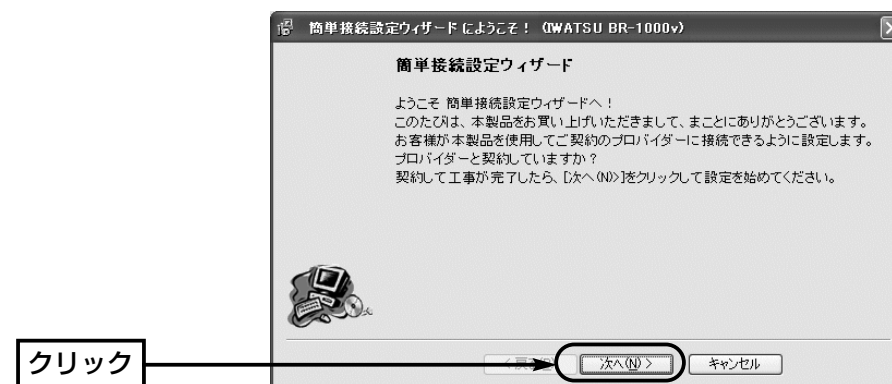 簡単接続設定ウィザード にようこそ！ (IWATSU BR-1000v)
簡単接続設定ウィザード
ようこそ 簡単接続設定ウィザードへ！
このたびは、本製品をお買い上げいただきまして、まことにありがとうございます。
お客様が本製品を使用してご契約のプロバイダーに接続できるように設定します。
プロバイダーと契約していますか？
契約して工事が完了したら、[次へ(N)>]をクリックして設定を始めてください。
クリック
次へ(N) >
キャンセル